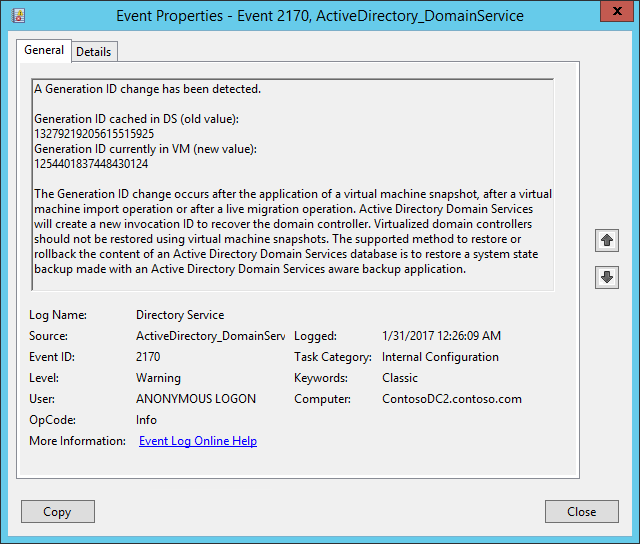 Event Properties - Event 2170, ActiveDirectory_DomainService
General
Details
A Generation ID change has been detected.
Generation ID cached in DS (old value):
13279219205615515925
Generation ID currently in VM (new value):
1254401837448430124
The Generation ID change occurs after the application of a virtual machine snapshot, after a virtual
machine import operation or after a live migration operation. Active Directory Domain Services
will create a new invocation ID to recover the domain controller. Virtualized domain controllers
should not be restored using virtual machine snapshots. The supported method to restore or
rollback the content of an Active Directory Domain Services database is to restore a system state
backup made with an Active Directory Domain Services aware backup application.
Log Name: Directory Service
Source: ActiveDirectory_DomainServ Logged: 1/31/2017 12:26:09 AM
Event ID: 2170 Task Category: Internal Configuration
Level: Warning Keywords: Classic
User: ANONYMOUS LOGON Computer: ContosoDC2.contoso.com
OpCode: Info
More Information: Event Log Online Help
Copy
Close